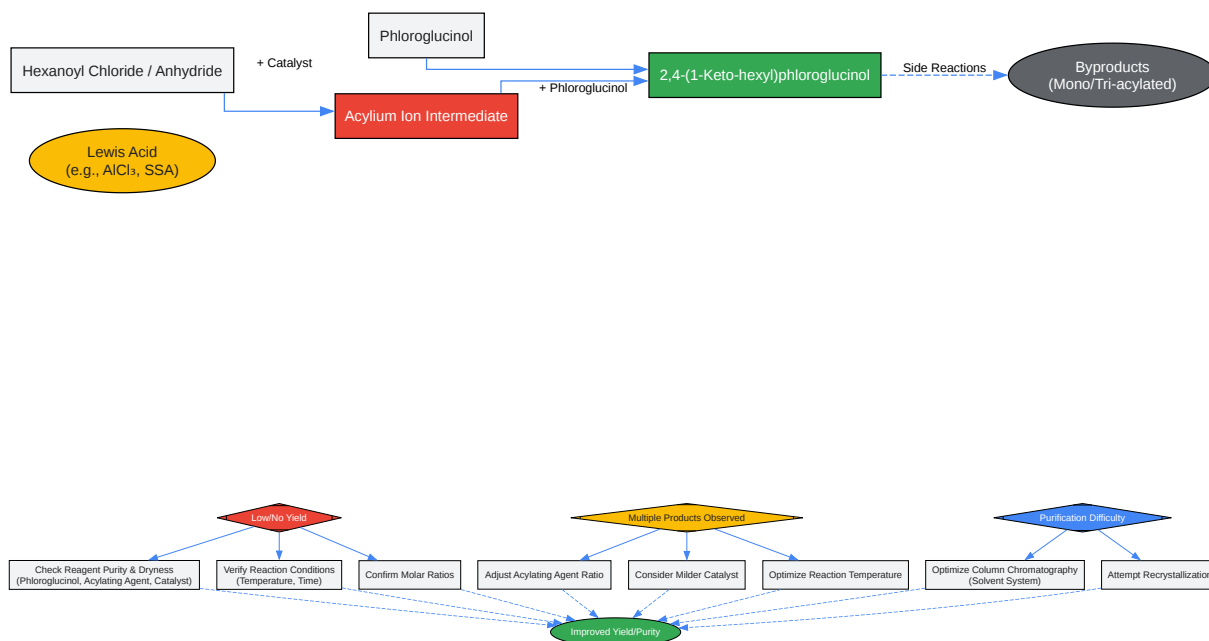 Phloroglucinol
Hexanoyl Chloride / Anhydride
+ Catalyst
Acylium Ion Intermediate
+ Phloroglucinol
2,4-(1-Keto-hexyl)phloroglucinol
Side Reactions
Byproducts
(Mono/Tri-acylated)
Lewis Acid
(e.g., AlCl₃, SSA)
Low/No Yield
Multiple Products Observed
Purification Difficulty
Check Reagent Purity & Dryness
(Phloroglucinol, Acylating Agent, Catalyst)
Verify Reaction Conditions
(Temperature, Time)
Confirm Molar Ratios
Adjust Acylating Agent Ratio
Consider Milder Catalyst
Optimize Reaction Temperature
Optimize Column Chromatography
(Solvent System)
Attempt Recrystallization
Improved Yield/Purity